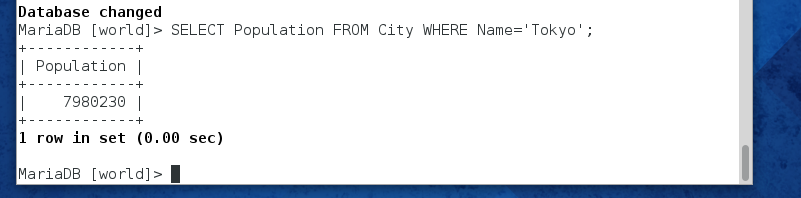 Database changed
MariaDB [world]> SELECT Population FROM City WHERE Name='Tokyo';
+------------+
| Population |
+------------+
|    7980230 |
+------------+
1 row in set (0.00 sec)
MariaDB [world]>